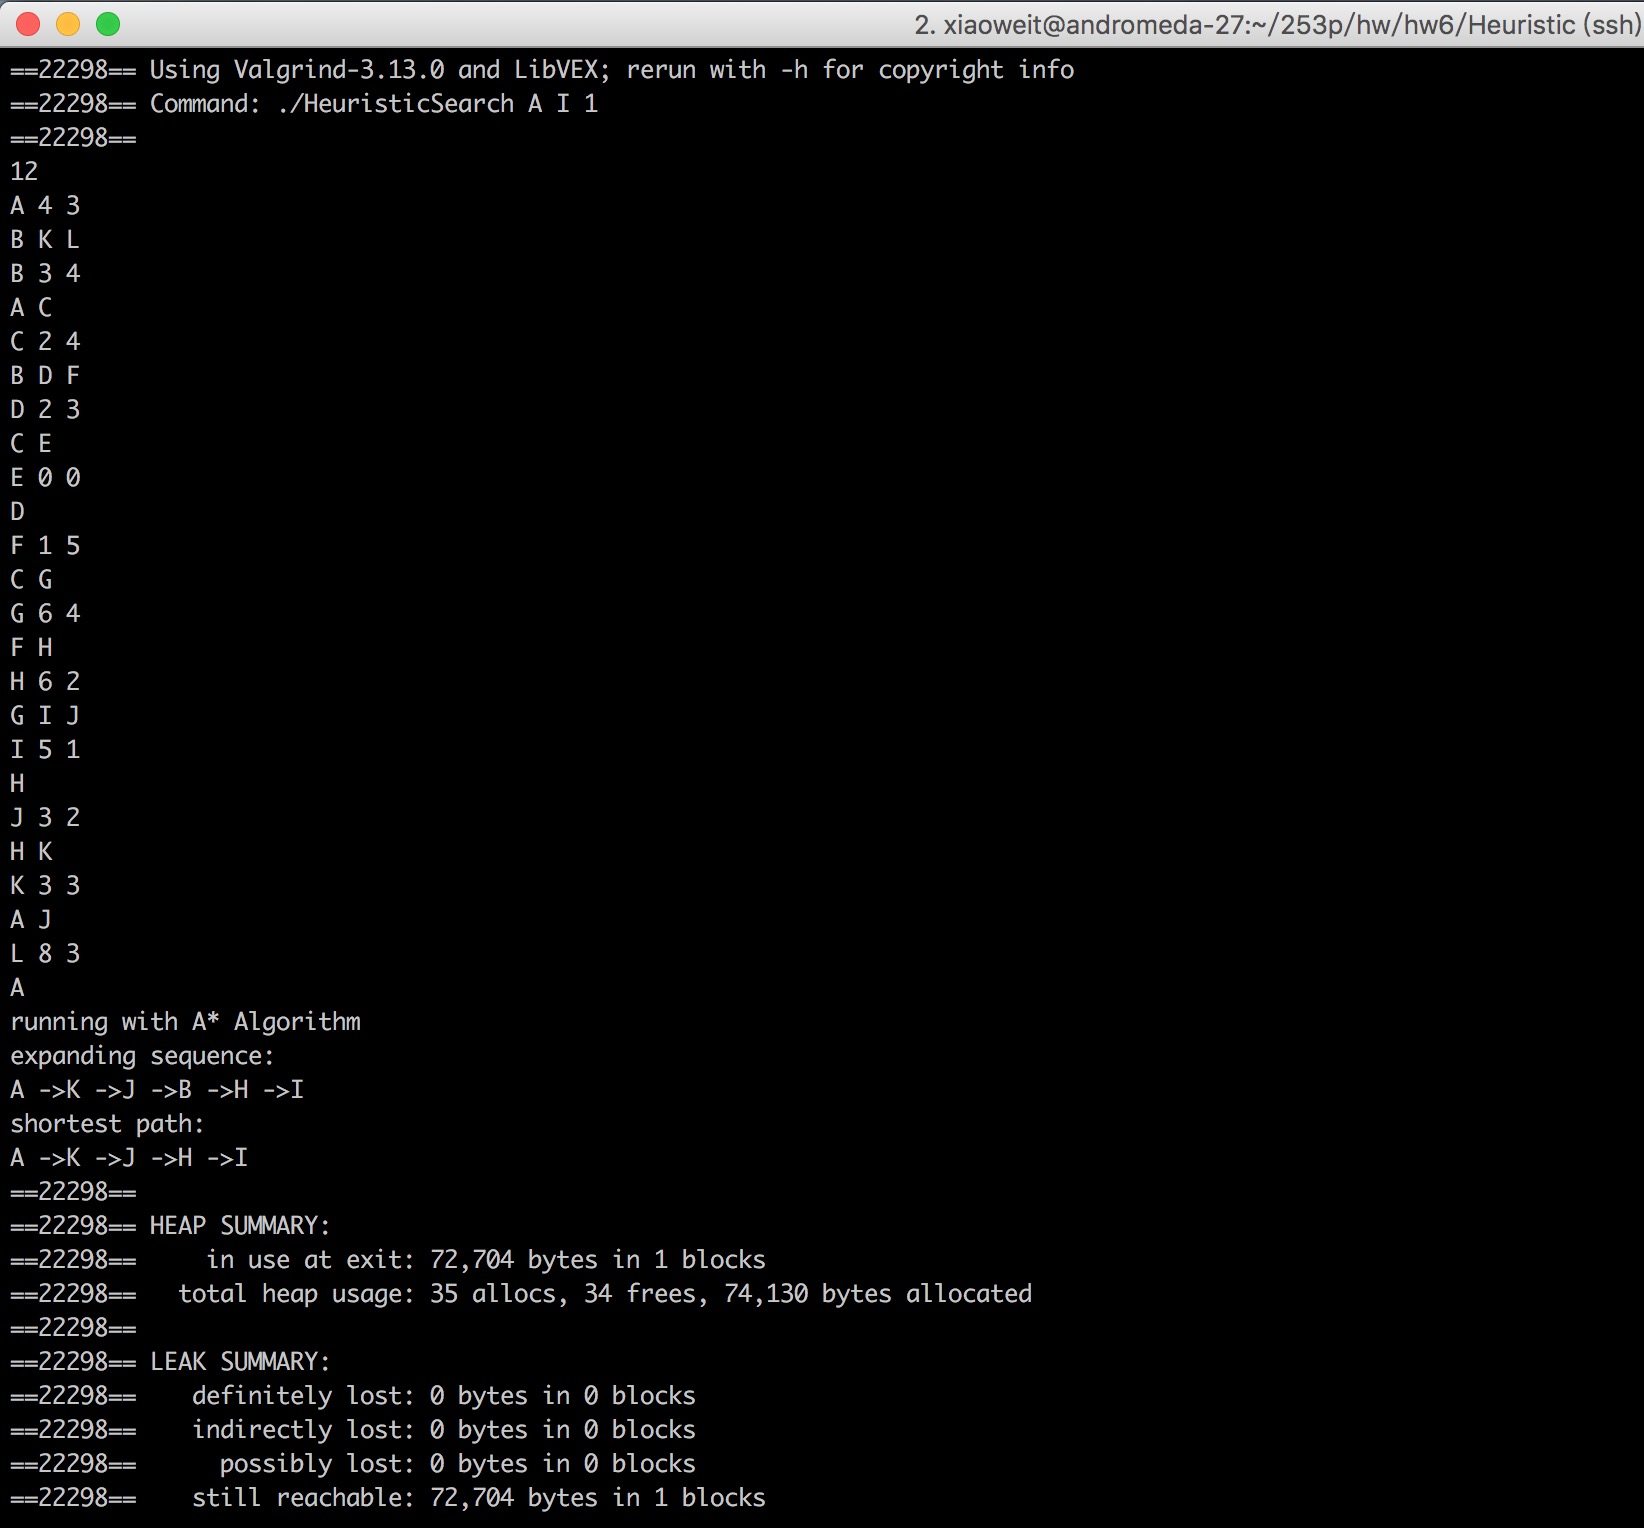 2. xiaoweit@andromeda-27:~/253p/hw/hw6/Heuristic (ssh)
==22298== Using Valgrind-3.13.0 and LibVEX; rerun with -h for copyright info
==22298== Command: ./HeuristicSearch A I 1
==22298==
12
A 4 3
B K L
B 3 4
A C
C 2 4
B D F
D 2 3
C E
E 0 0
D
F 1 5
C G
G 6 4
F H
H 6 2
G I J
I 5 1
H
J 3 2
H K
K 3 3
A J
L 8 3
A
running with A* Algorithm
expanding sequence:
A ->K ->J ->B ->H ->I
shortest path:
A ->K ->J ->H ->I
==22298==
==22298== HEAP SUMMARY:
==22298==     in use at exit: 72,704 bytes in 1 blocks
==22298==   total heap usage: 35 allocs, 34 frees, 74,130 bytes allocated
==22298==
==22298== LEAK SUMMARY:
==22298==    definitely lost: 0 bytes in 0 blocks
==22298==    indirectly lost: 0 bytes in 0 blocks
==22298==      possibly lost: 0 bytes in 0 blocks
==22298==    still reachable: 72,704 bytes in 1 blocks